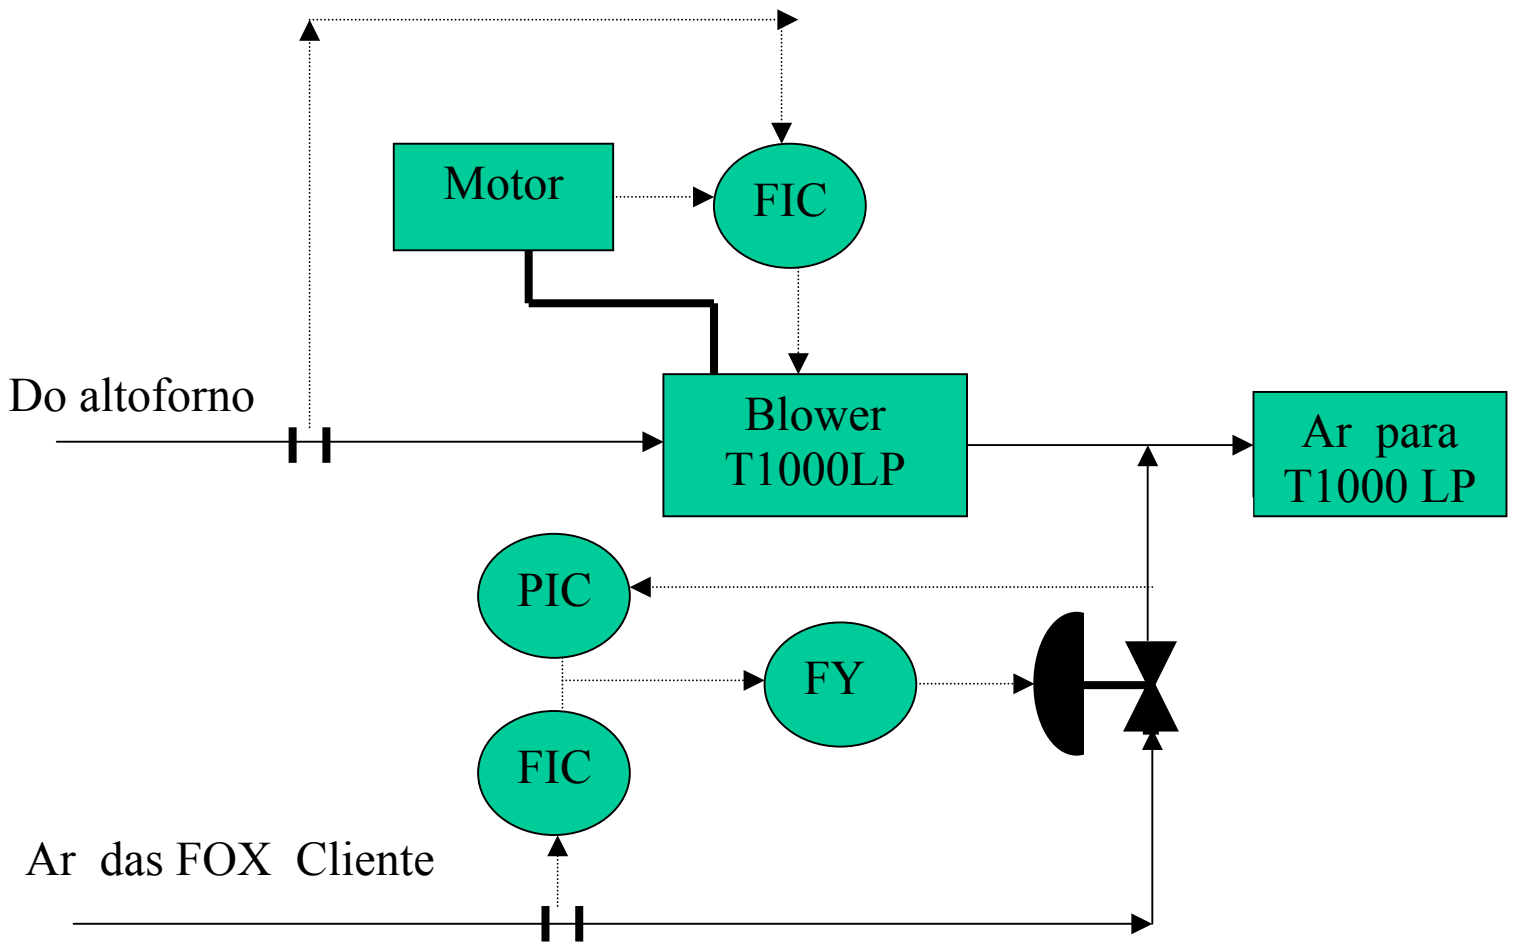 Motor
FIC
Do altoforno
Blower
T1000LP
Ar para
T1000 LP
PIC
FY
FIC
Ar das FOX Cliente